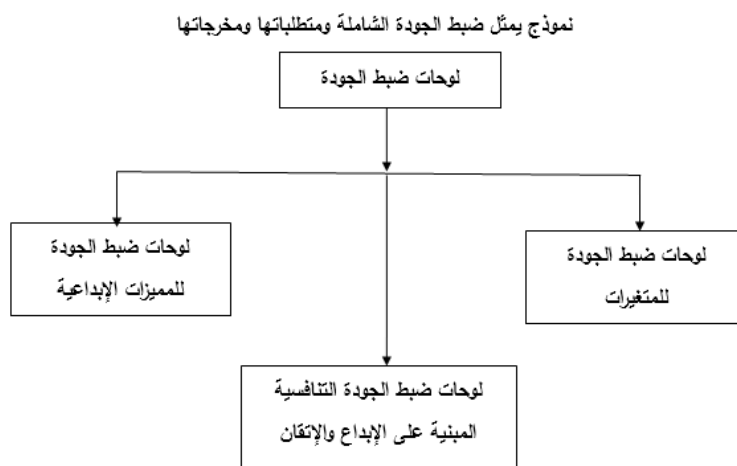 نموذج يمثل ضبط الجودة الشاملة ومتطلباتها ومخرجاتها
لوحات ضبط الجودة
لوحات ضبط الجودة
للمتغيرات
لوحات ضبط الجودة
للمميزات الإبداعية
لوحات ضبط الجودة التنافسية
المبنية على الإبداع والإتقان